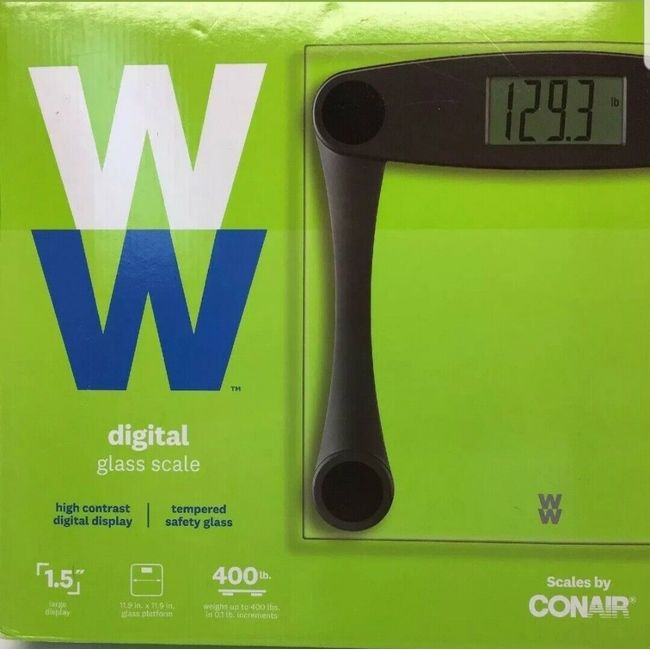 W
W
™
129.3 lb
digital
glass scale
high contrast
digital display
tempered
safety glass
1.5"
large
display
11.9 in. x 11.9 in.
glass platform
400 lb.
weighs up to 400 lbs.
in 0.1 lb. increments
W
W
Scales by
CONAIR®